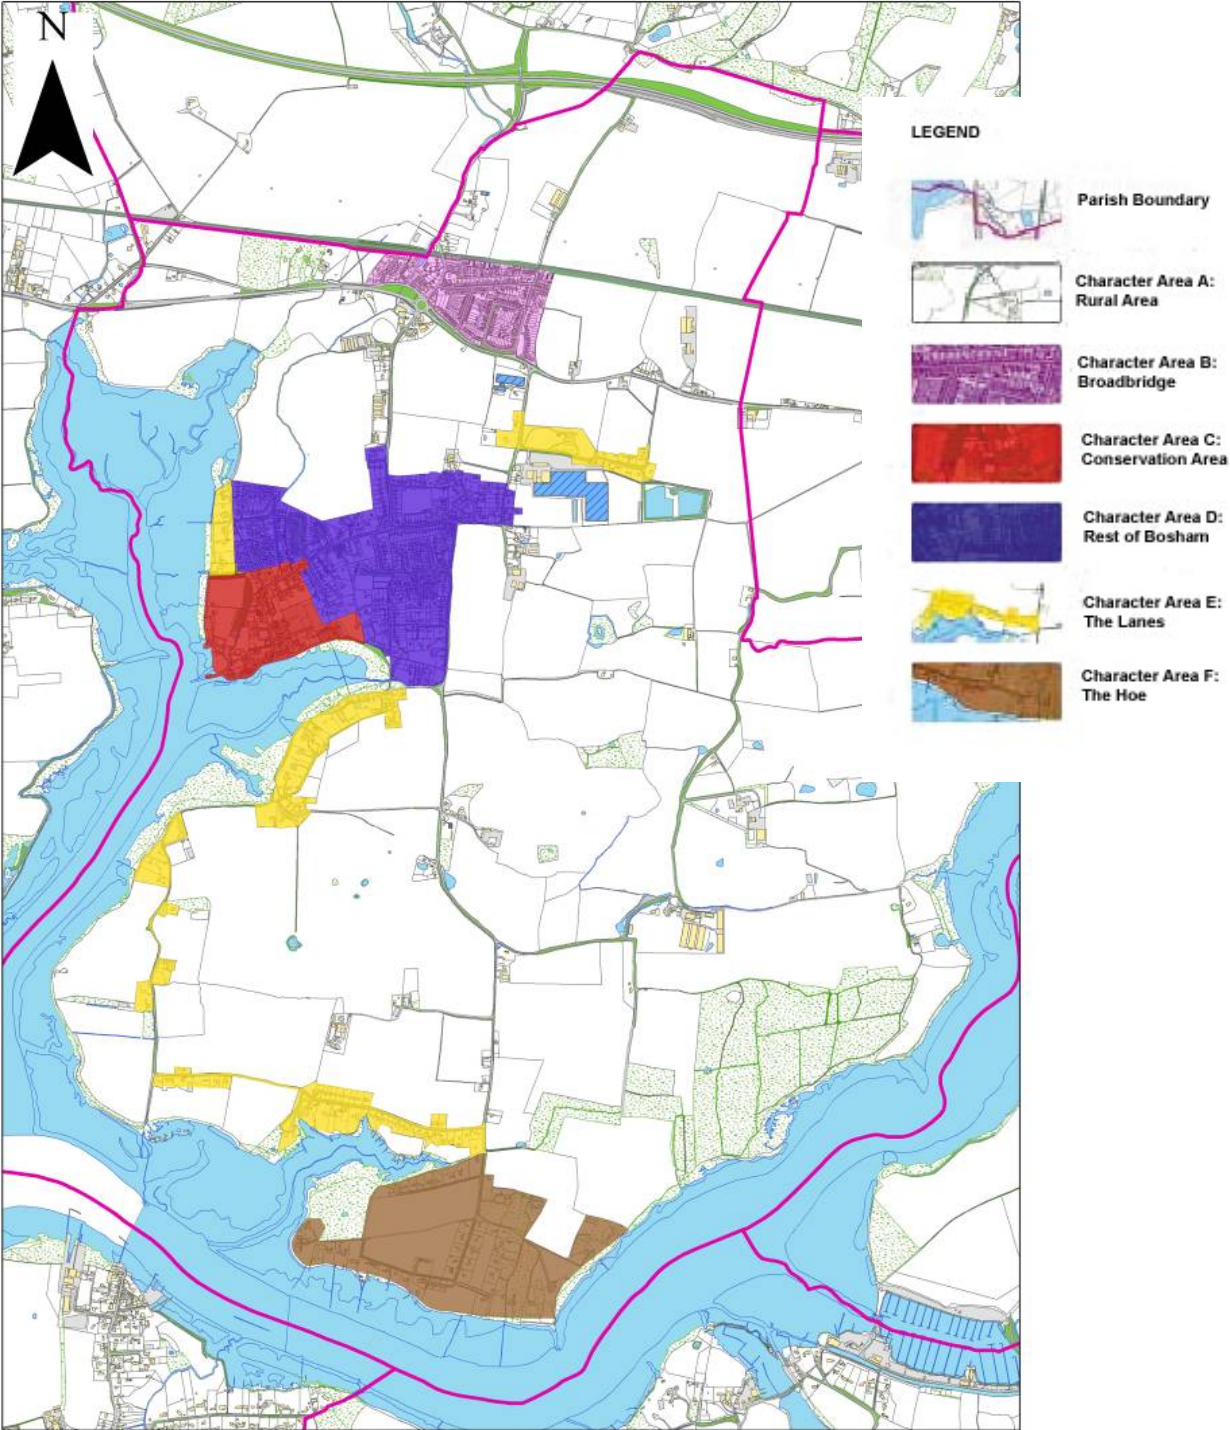 N
LEGEND
Parish Boundary
Character Area A:
Rural Area
Character Area B:
Broadbridge
Character Area C:
Conservation Area
Character Area D:
Rest of Bosham
Character Area E:
The Lanes
Character Area F:
The Hoe